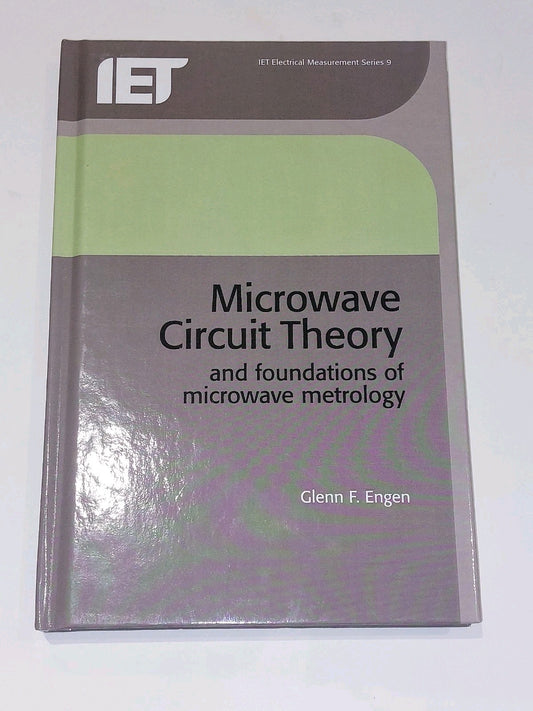 IET
IET Electrical Measurement Series 9
Microwave
Circuit Theory
and foundations of
microwave metrology
Glenn F. Engen